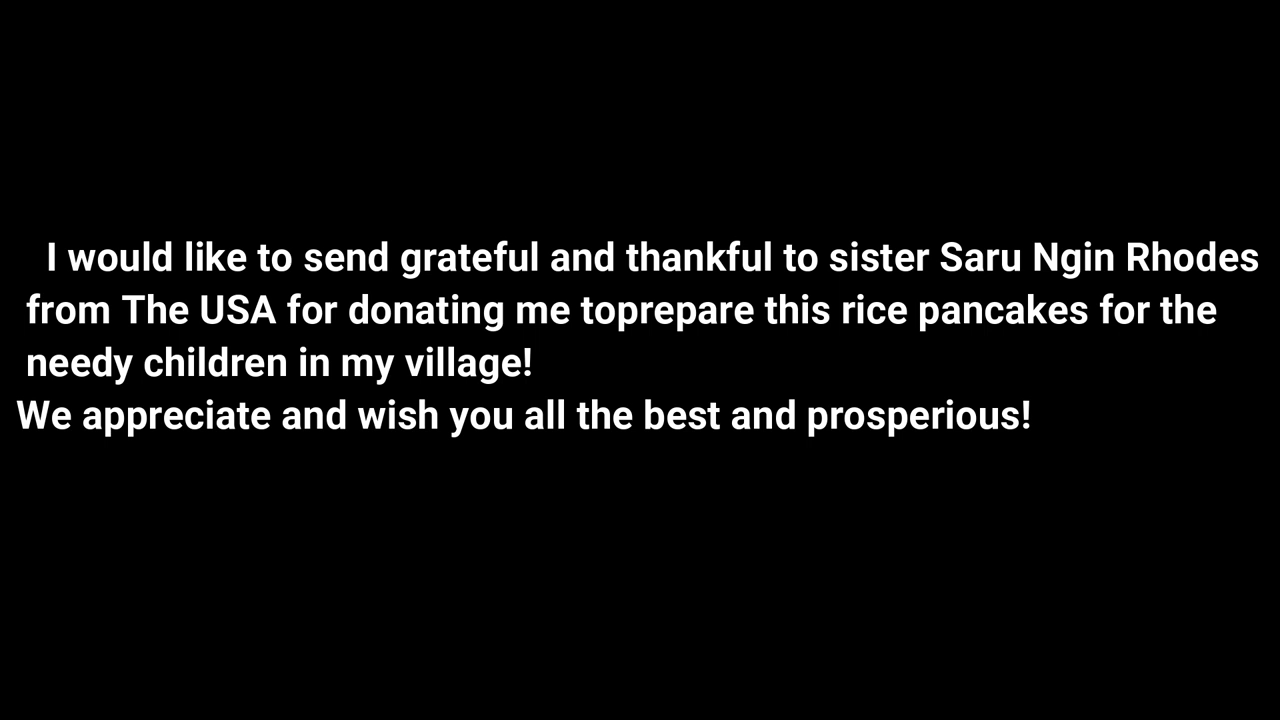 I would like to send grateful and thankful to sister Saru Ngin Rhodes
from The USA for donating me toprepare this rice pancakes for the
needy children in my village!
We appreciate and wish you all the best and prosperious!